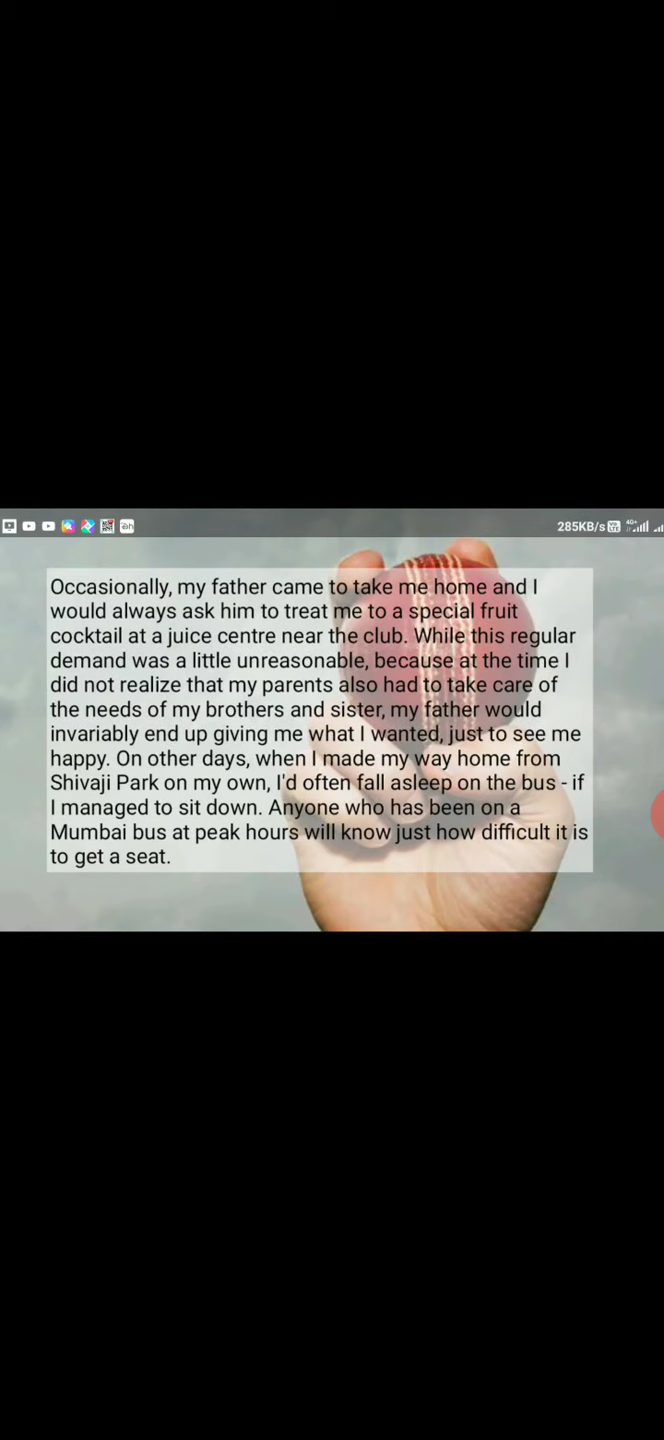 285KB/s
4G+
Occasionally, my father came to take me home and I
would always ask him to treat me to a special fruit
cocktail at a juice centre near the club. While this regular
demand was a little unreasonable, because at the time I
did not realize that my parents also had to take care of
the needs of my brothers and sister, my father would
invariably end up giving me what I wanted, just to see me
happy. On other days, when I made my way home from
Shivaji Park on my own, I'd often fall asleep on the bus - if
I managed to sit down. Anyone who has been on a
Mumbai bus at peak hours will know just how difficult it is
to get a seat.